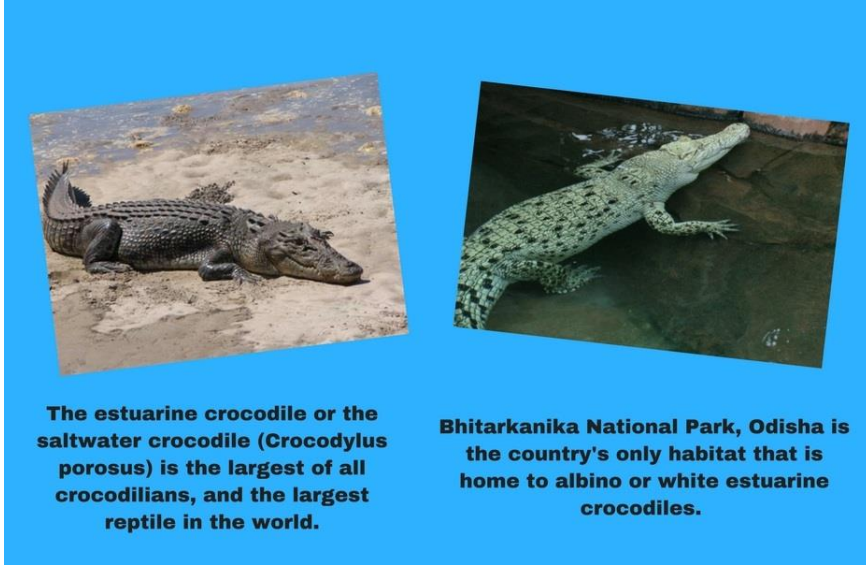 The estuarine crocodile or the
saltwater crocodile (Crocodylus
porosus) is the largest of all
crocodilians, and the largest
reptile in the world.
Bhitarkanika National Park, Odisha is
the country's only habitat that is
home to albino or white estuarine
crocodiles.